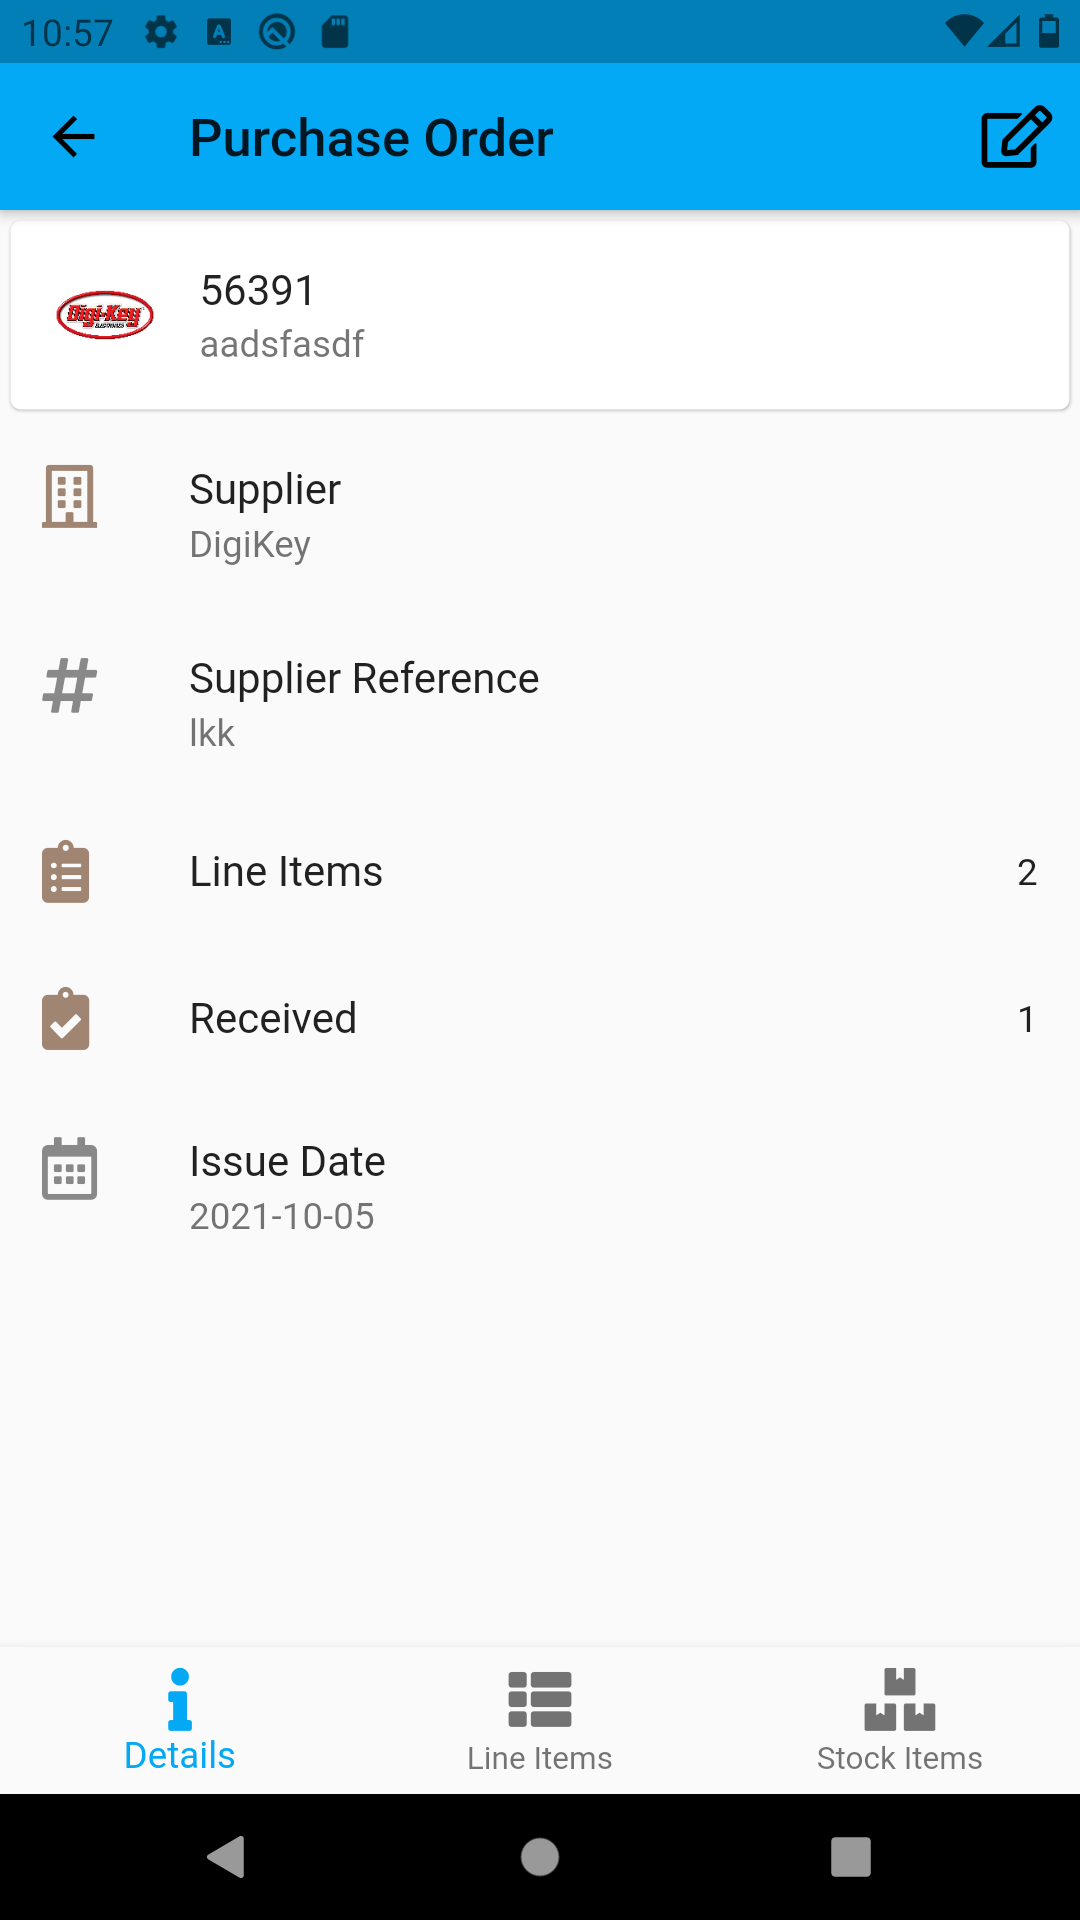 10:57
Purchase Order
56391
Digi-Key
aadsfasdf
Supplier
DigiKey
Supplier Reference
lkk
Line Items
2
Received
1
Issue Date
2021-10-05
Details
Line Items
Stock Items